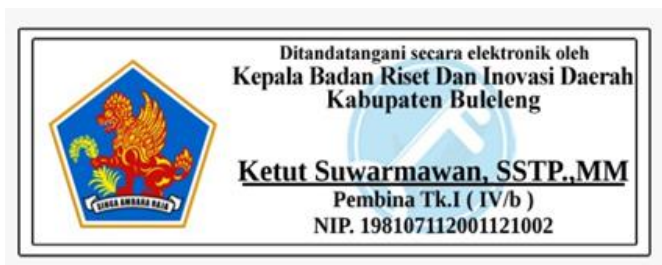 Ditandatangani secara elektronik oleh
Kepala Badan Riset Dan Inovasi Daerah
Kabupaten Buleleng
Ketut Suwarmawan, SSTP.,MM
Pembina Tk.I ( IV/b )
NIP. 198107112001121002
SINGA AMBARA RAJA